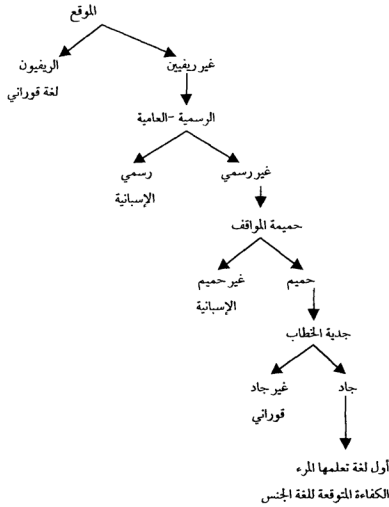 الموقع
غير ريفيين
الريفيون
لغة قوراني
الرسمية -العامية
غير رسمي
رسمي
الإسبانية
حميمة المواقف
حميم
غير حميم
الإسبانية
جدية الخطاب
جاد
غير جاد
قوراني
أول لغة تعلمها المرء
الكفاءة المتوقعة للغة الجنس